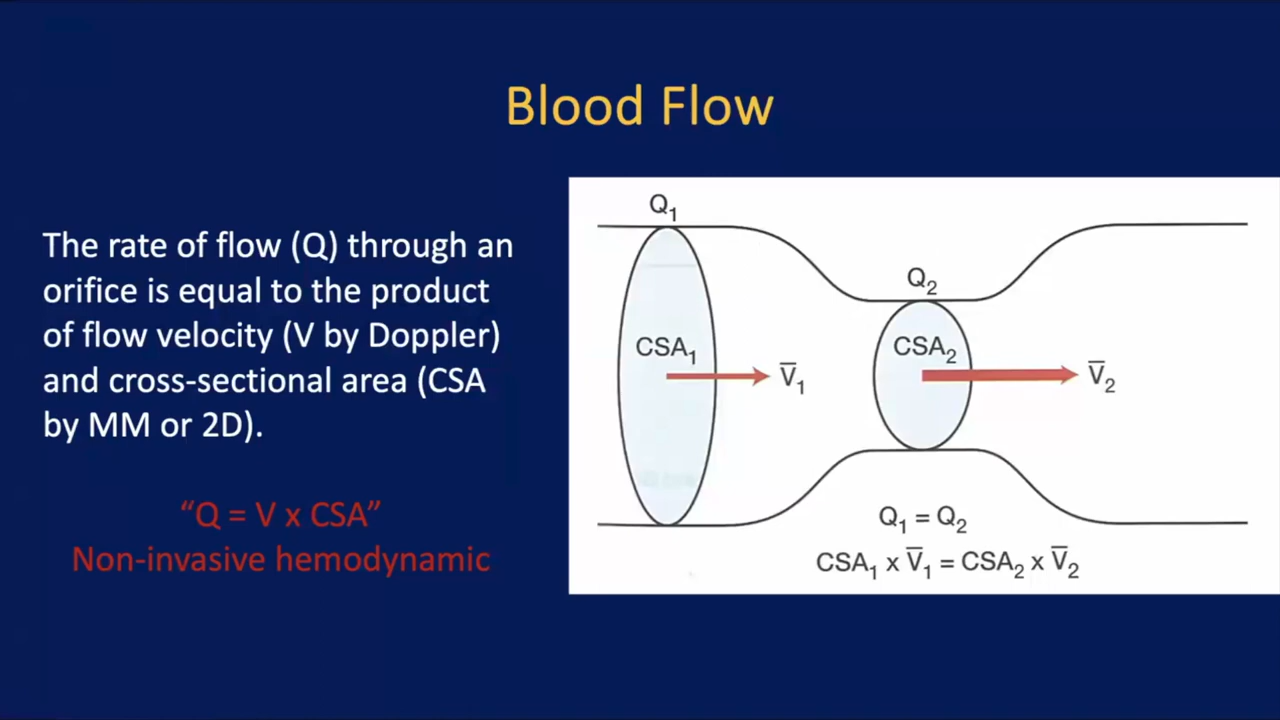 Blood Flow
The rate of flow (Q) through an
orifice is equal to the product
of flow velocity (V by Doppler)
and cross-sectional area (CSA
by MM or 2D).
“Q = V x CSA”
Non-invasive hemodynamic
Q₁
Q₂
CSA₁
V̅₁
CSA₂
V̅₂
Q₁ = Q₂
CSA₁ x V̅₁ = CSA₂ x V̅₂